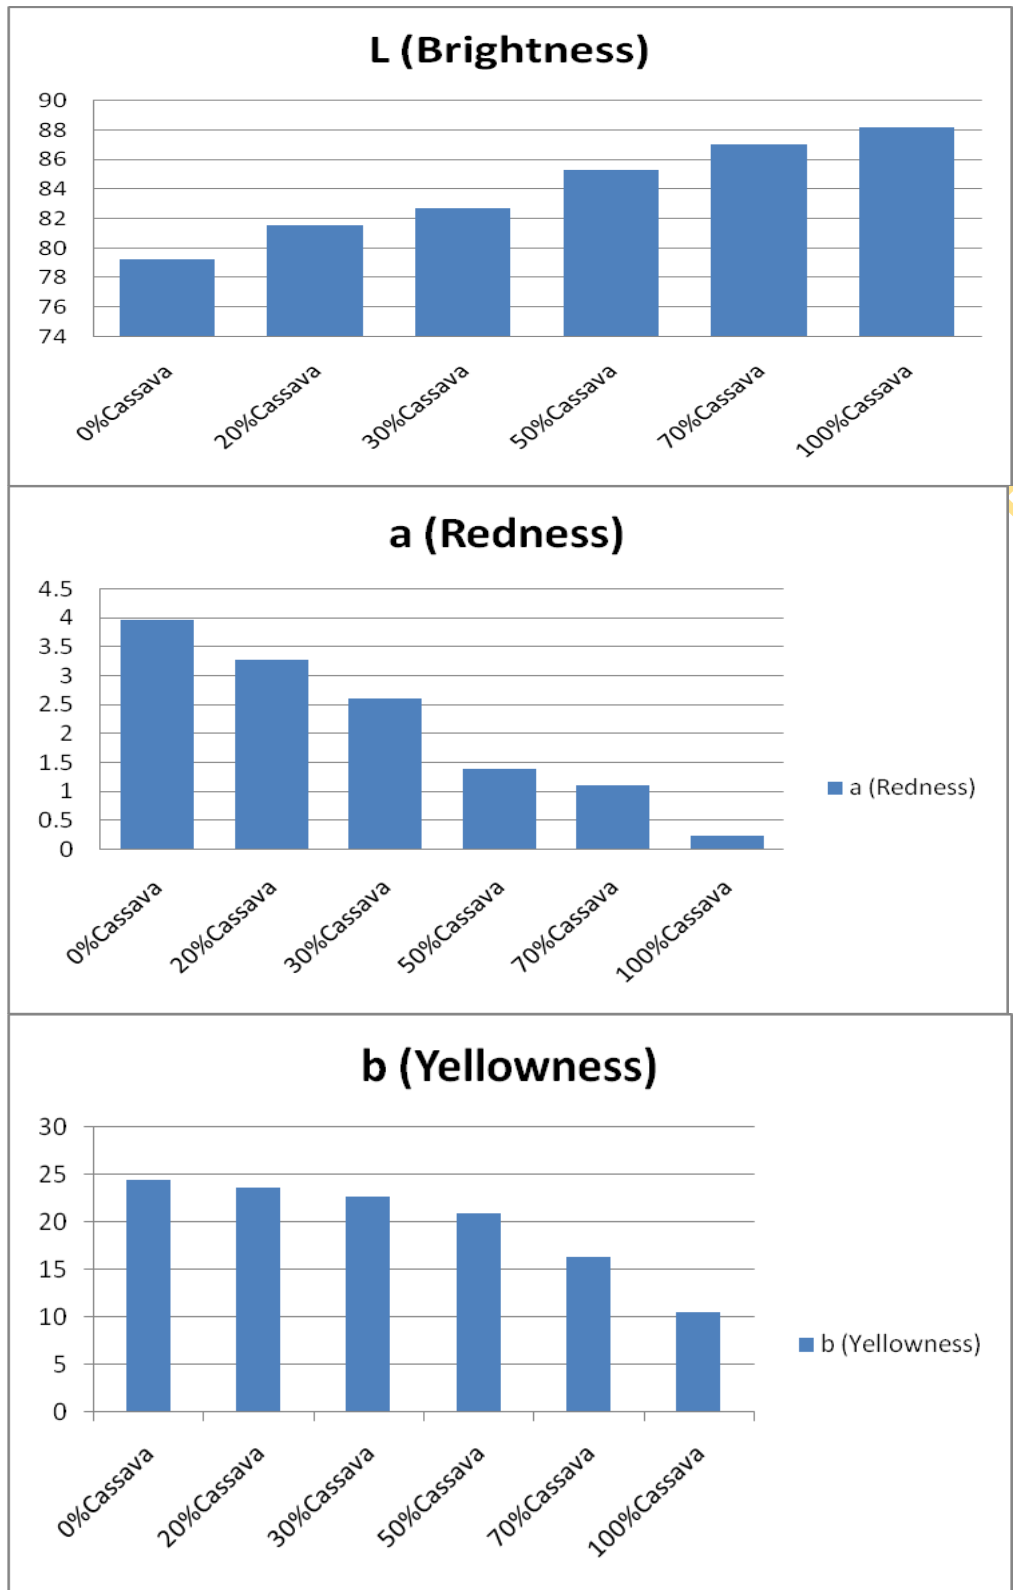 L (Brightness)
90
88
86
84
82
80
78
76
74
0%Cassava
20%Cassava
30%Cassava
50%Cassava
70%Cassava
100%Cassava
a (Redness)
4.5
4
3.5
3
2.5
2
1.5
1
0.5
0
a (Redness)
0%Cassava
20%Cassava
30%Cassava
50%Cassava
70%Cassava
100%Cassava
b (Yellowness)
30
25
20
15
10
5
0
b (Yellowness)
0%Cassava
20%Cassava
30%Cassava
50%Cassava
70%Cassava
100%Cassava